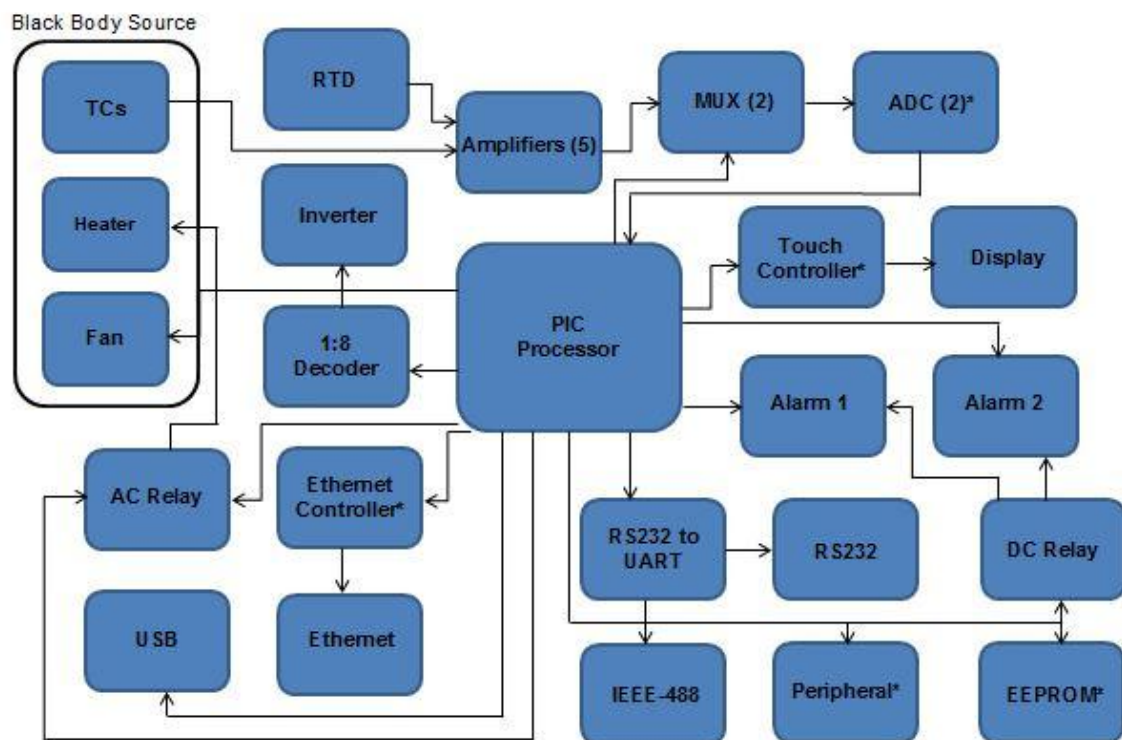 Black Body Source
TCs
RTD
MUX (2)
ADC (2)*
Amplifiers (5)
Heater
Inverter
Touch
Controller*
Display
PIC
Processor
Fan
1:8
Decoder
Alarm 1
Alarm 2
AC Relay
Ethernet
Controller*
RS232 to
UART
RS232
DC Relay
USB
Ethernet
IEEE-488
Peripheral*
EEPROM*